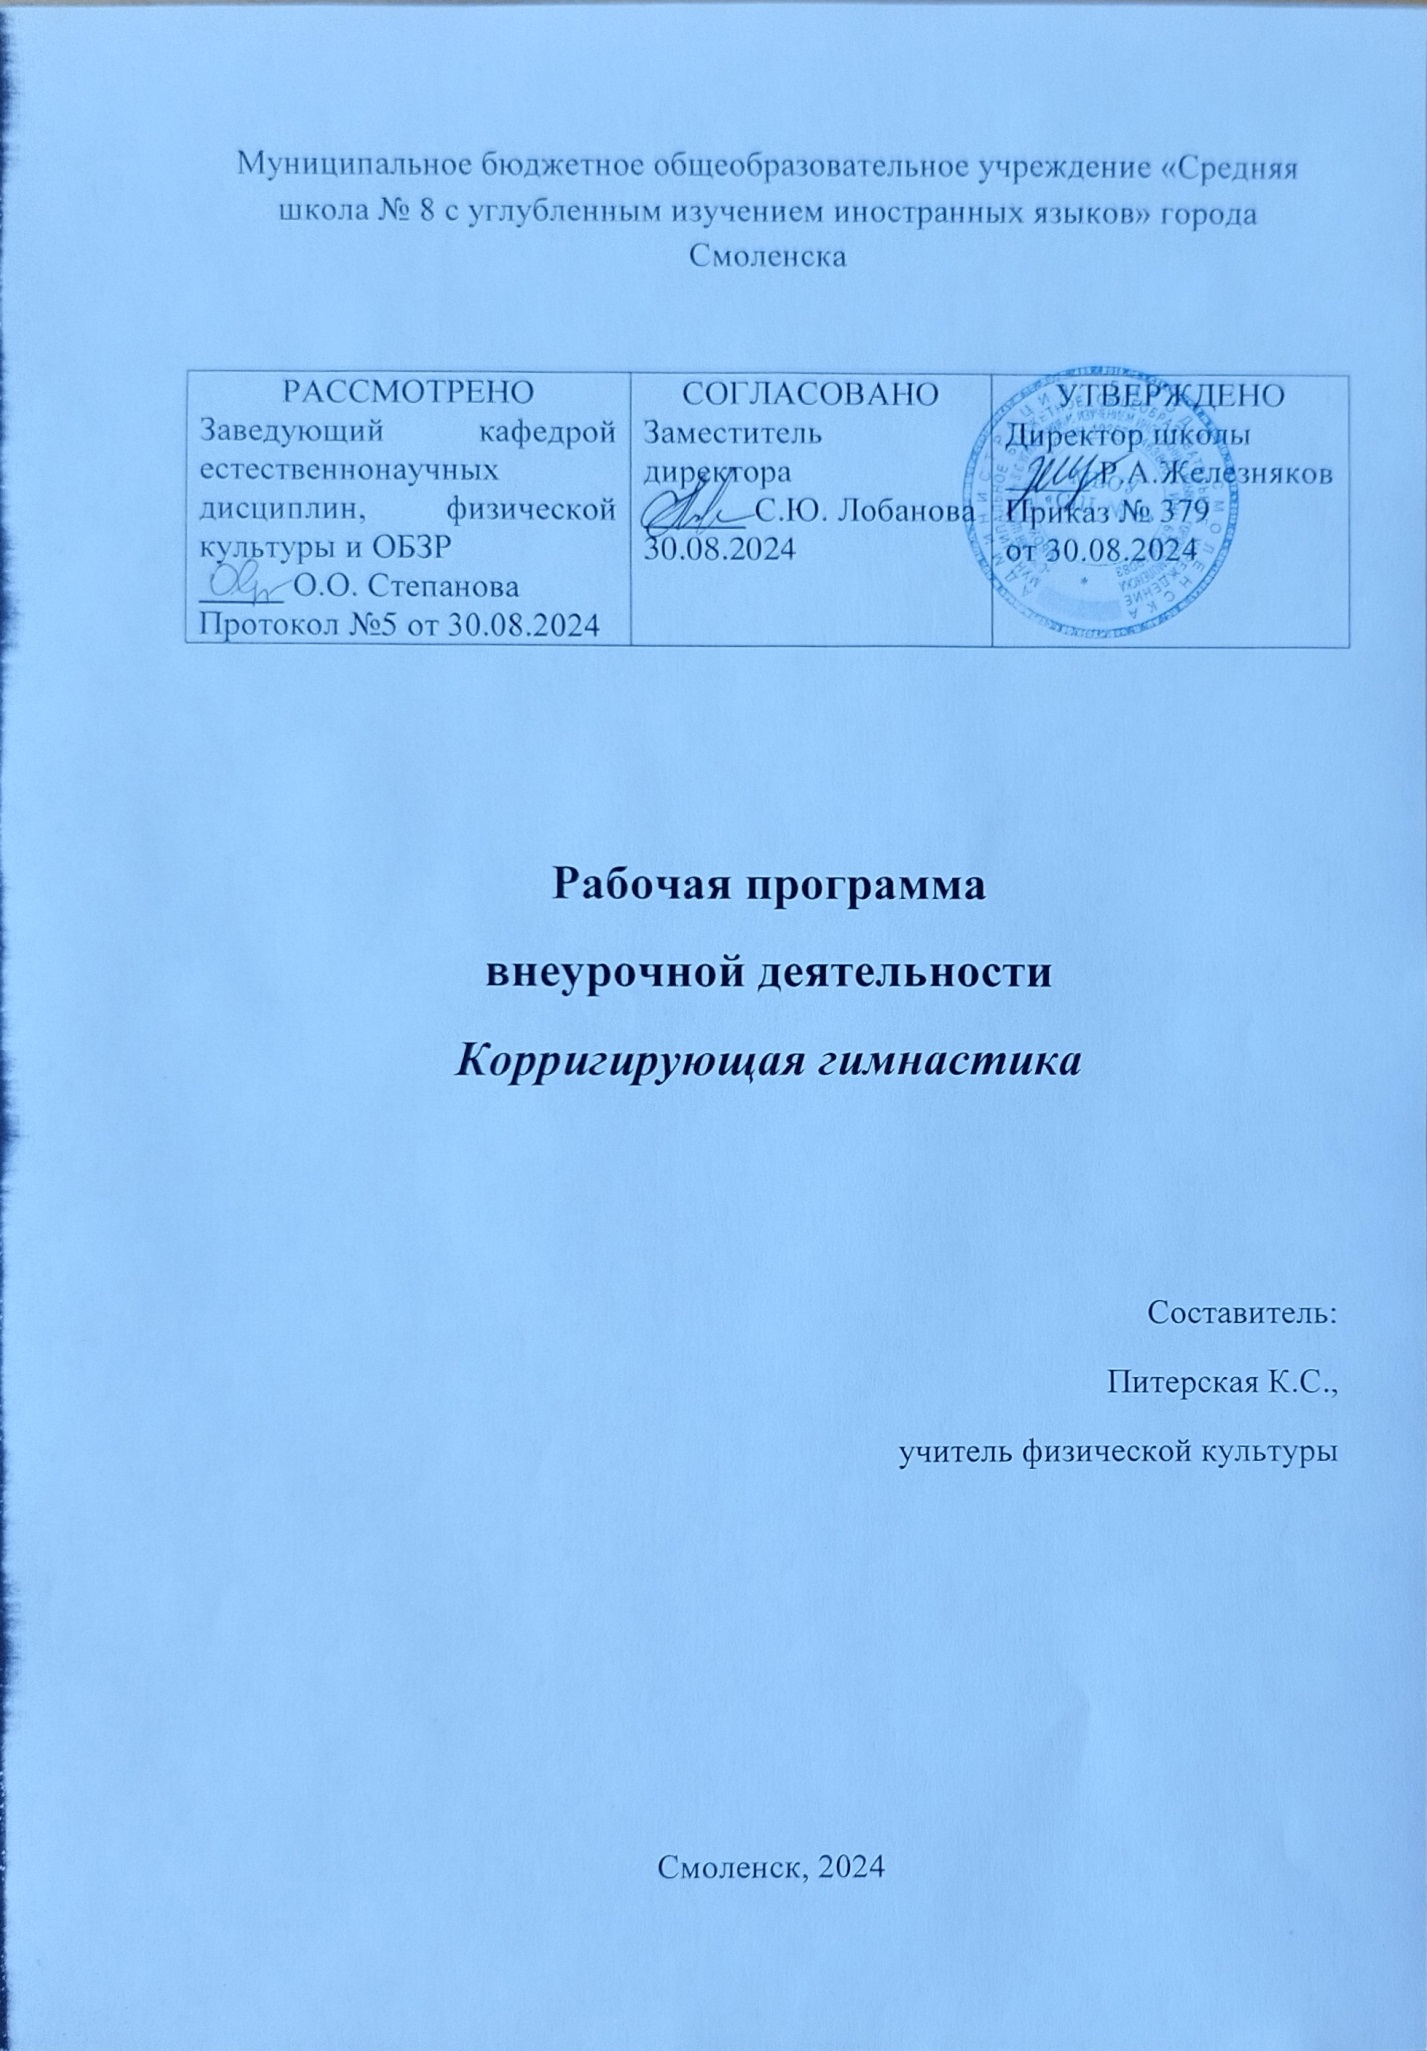 Муниципальное бюджетное общеобразовательное учреждение «Средняя
школа № 8 с углубленным изучением иностранных языков» города
Смоленска
РАССМОТРЕНО
Заведующий кафедрой
естественнонаучных
дисциплин, физической
культуры и ОБЗР
О.О. Степанова
Протокол №5 от 30.08.2024
СОГЛАСОВАНО
Заместитель
директора
С.Ю. Лобанова
30.08.2024
УТВЕРЖДЕНО
Директор школы
Р.А.Железняков
Приказ № 379
от 30.08.2024
Рабочая программа
внеурочной деятельности
Корригирующая гимнастика
Составитель:
Питерская К.С.,
учитель физической культуры
Смоленск, 2024